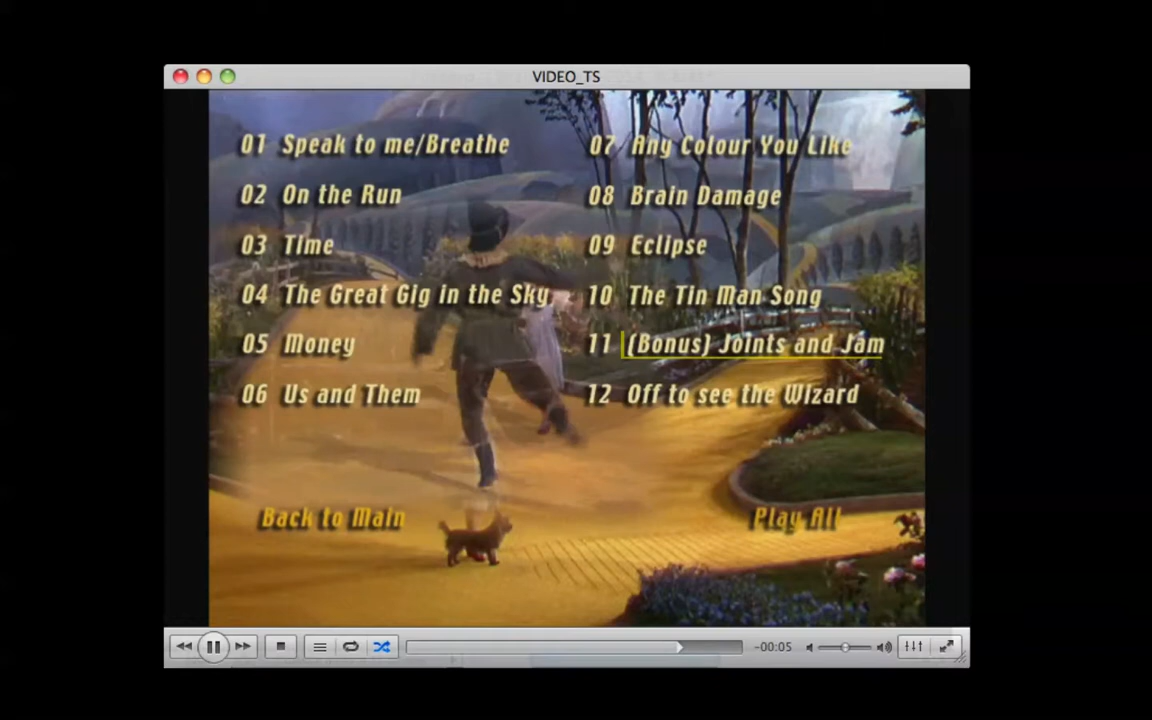 VIDEO_TS
01 Speak to me/Breathe
02 On the Run
03 Time
04 The Great Gig in the Sky
05 Money
06 Us and Them
07 Any Colour You Like
08 Brain Damage
09 Eclipse
10 The Tin Man Song
11 (Bonus) Joints and Jam
12 Off to see the Wizard
Back to Main
Play All
-00:05